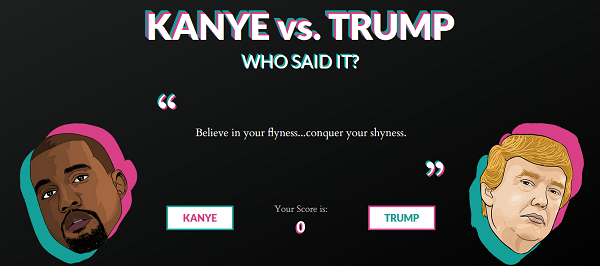 KANYE vs. TRUMP
WHO SAID IT?
“
Believe in your flyness...conquer your shyness.
”
KANYE
Your Score is:
0
TRUMP